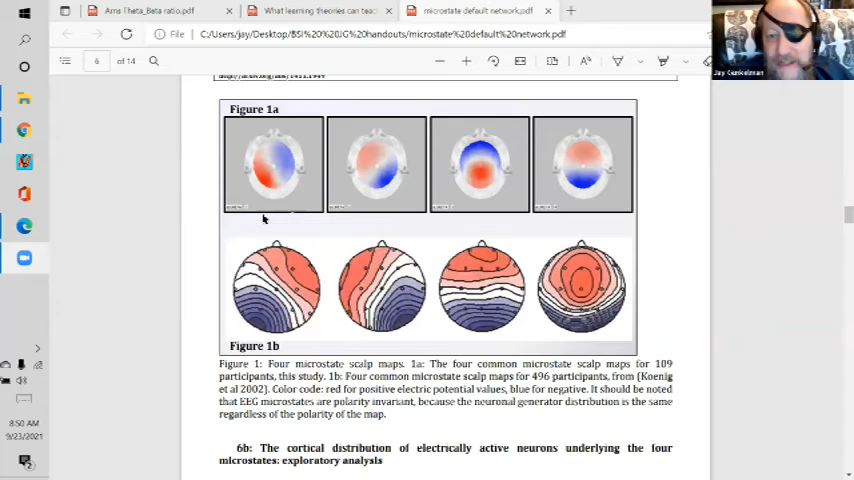 Arns Theta_Beta ratio.pdf
What learning theories can teac
microstate default network.pdf
File
C:/Users/jay/Desktop/BSI%20%20JG%20handouts/microstate%20default%20network.pdf
6 of 14
Jay Gunkelman
Figure 1a
Figure 1b
Figure 1: Four microstate scalp maps. 1a: The four common microstate scalp maps for 109
participants, this study. 1b: Four common microstate scalp maps for 496 participants, from {Koenig
et al 2002}. Color code: red for positive electric potential values, blue for negative. It should be noted
that EEG microstates are polarity invariant, because the neuronal generator distribution is the same
regardless of the polarity of the map.
6b: The cortical distribution of electrically active neurons underlying the four
microstates: exploratory analysis
8:50 AM
9/23/2021